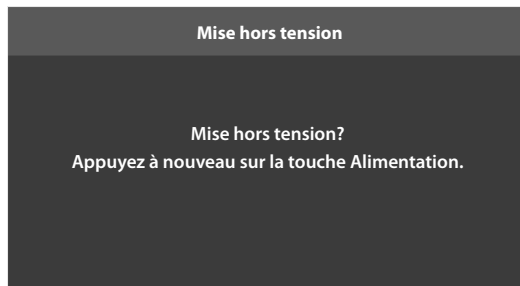 Mise hors tension
Mise hors tension?
Appuyez à nouveau sur la touche Alimentation.